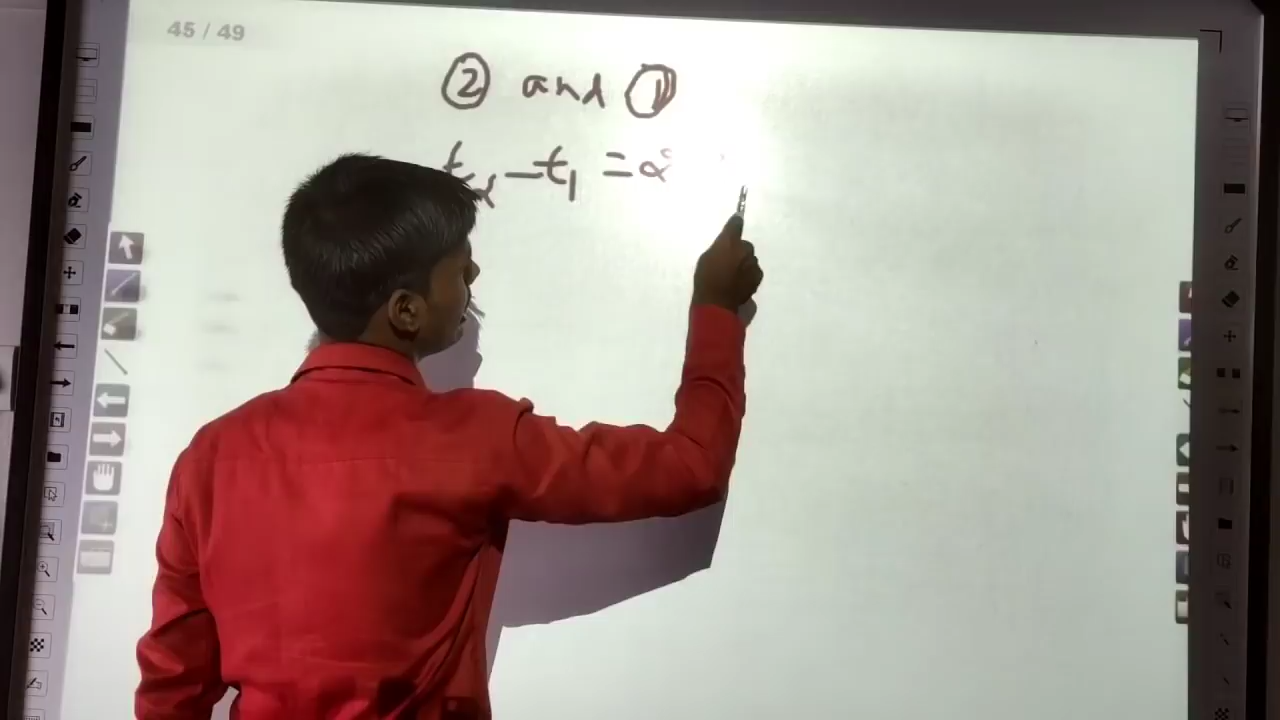 45 / 49
② and ①
t₂ - t₁ = α°